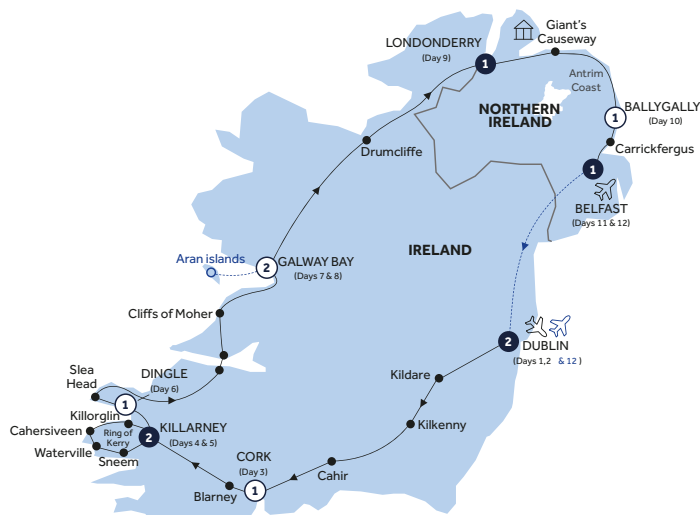 Giant's
Causeway
LONDONDERRY
(Day 9)
1
Antrim
Coast
NORTHERN
IRELAND
1
BALLYGALLY
(Day 10)
Carrickfergus
Drumcliffe
1
BELFAST
(Days 11 & 12)
IRELAND
Aran islands
2
GALWAY BAY
(Days 7 & 8)
Cliffs of Moher
2
DUBLIN
(Days 1,2 & 12 )
Slea
Head
DINGLE
(Day 6)
1
Kildare
Killorglin
Cahersiveen
Ring of
Kerry
2
KILLARNEY
(Days 4 & 5)
Waterville
Sneem
Kilkenny
CORK
(Day 3)
1
Cahir
Blarney